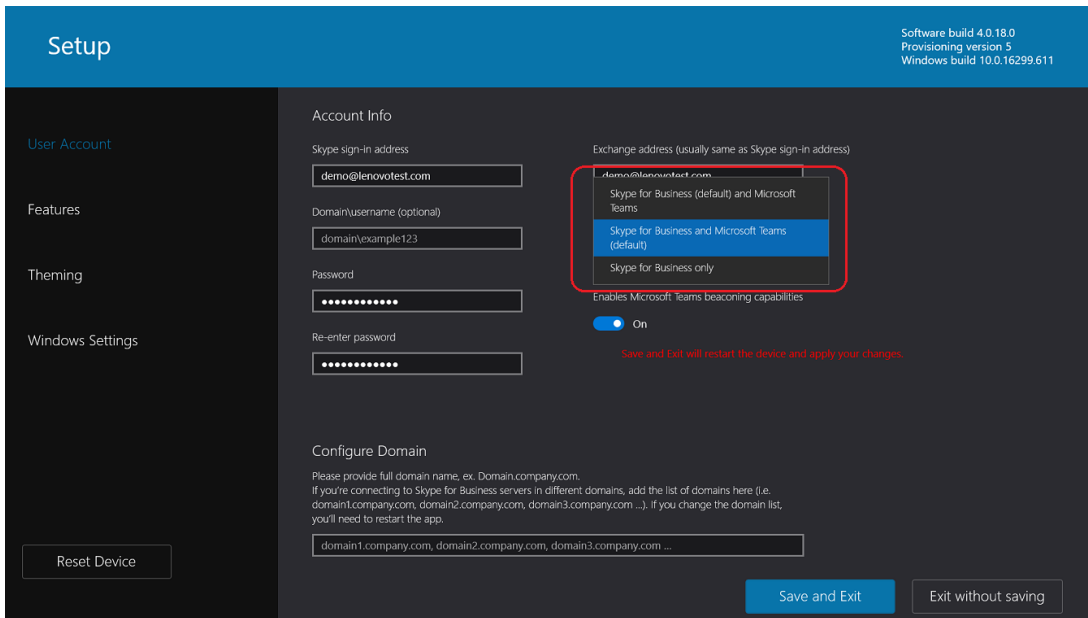 Setup
Software build 4.0.18.0
Provisioning version 5
Windows build 10.0.16299.611
User Account
Features
Theming
Windows Settings
Reset Device
Account Info
Skype sign-in address
demo@lenovotest.com
Domain\username (optional)
domain\example123
Password
●●●●●●●●●●●●
Re-enter password
●●●●●●●●●●●●
Exchange address (usually same as Skype sign-in address)
demo@lenovotest.com
Skype for Business (default) and Microsoft
Teams
Skype for Business and Microsoft Teams
(default)
Skype for Business only
Enables Microsoft Teams beaconing capabilities
On
Save and Exit will restart the device and apply your changes.
Configure Domain
Please provide full domain name, ex. Domain.company.com.
If you're connecting to Skype for Business servers in different domains, add the list of domains here (i.e.
domain1.company.com, domain2.company.com, domain3.company.com ...). If you change the domain list,
you'll need to restart the app.
domain1.company.com, domain2.company.com, domain3.company.com ...
Save and Exit
Exit without saving